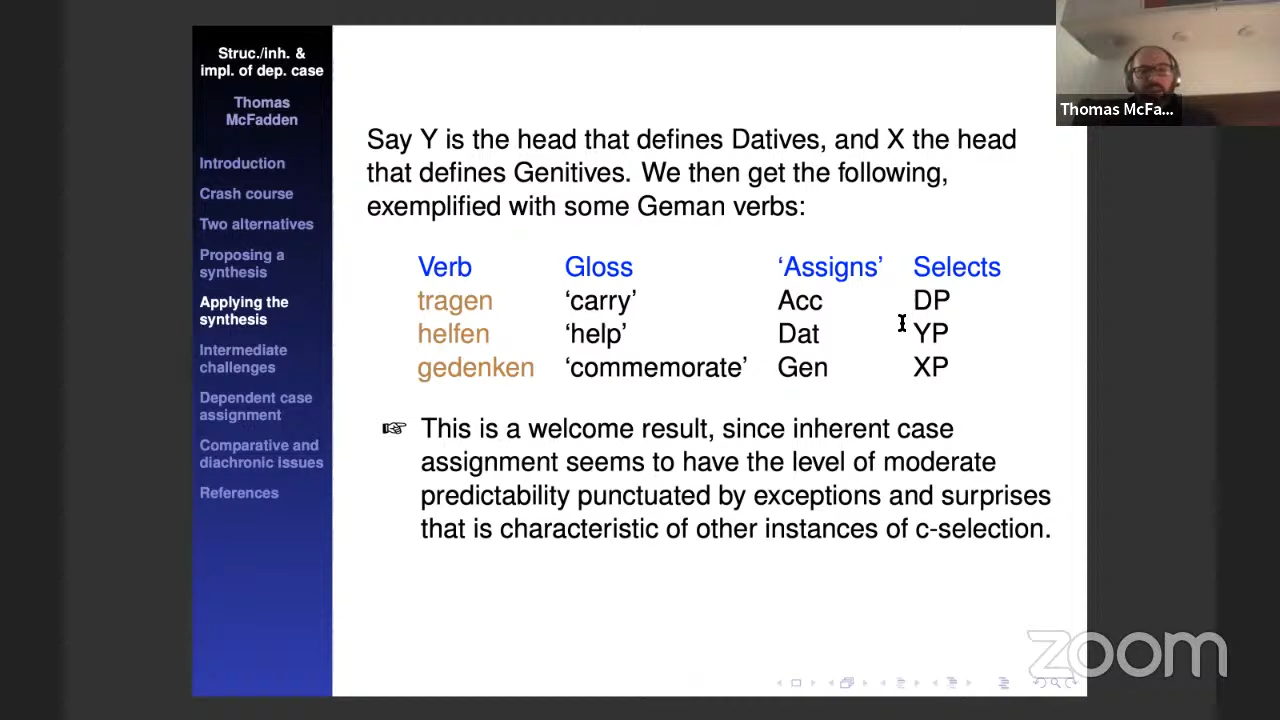 Struc./inh. &
impl. of dep. case
Thomas
McFadden
Introduction
Crash course
Two alternatives
Proposing a
synthesis
Applying the
synthesis
Intermediate
challenges
Dependent case
assignment
Comparative and
diachronic issues
References
Say Y is the head that defines Datives, and X the head
that defines Genitives. We then get the following,
exemplified with some Geman verbs:
Verb Gloss ‘Assigns’ Selects
tragen ‘carry’ Acc DP
helfen ‘help’ Dat YP
gedenken ‘commemorate’ Gen XP
This is a welcome result, since inherent case
assignment seems to have the level of moderate
predictability punctuated by exceptions and surprises
that is characteristic of other instances of c-selection.
Thomas McFa...
zoom